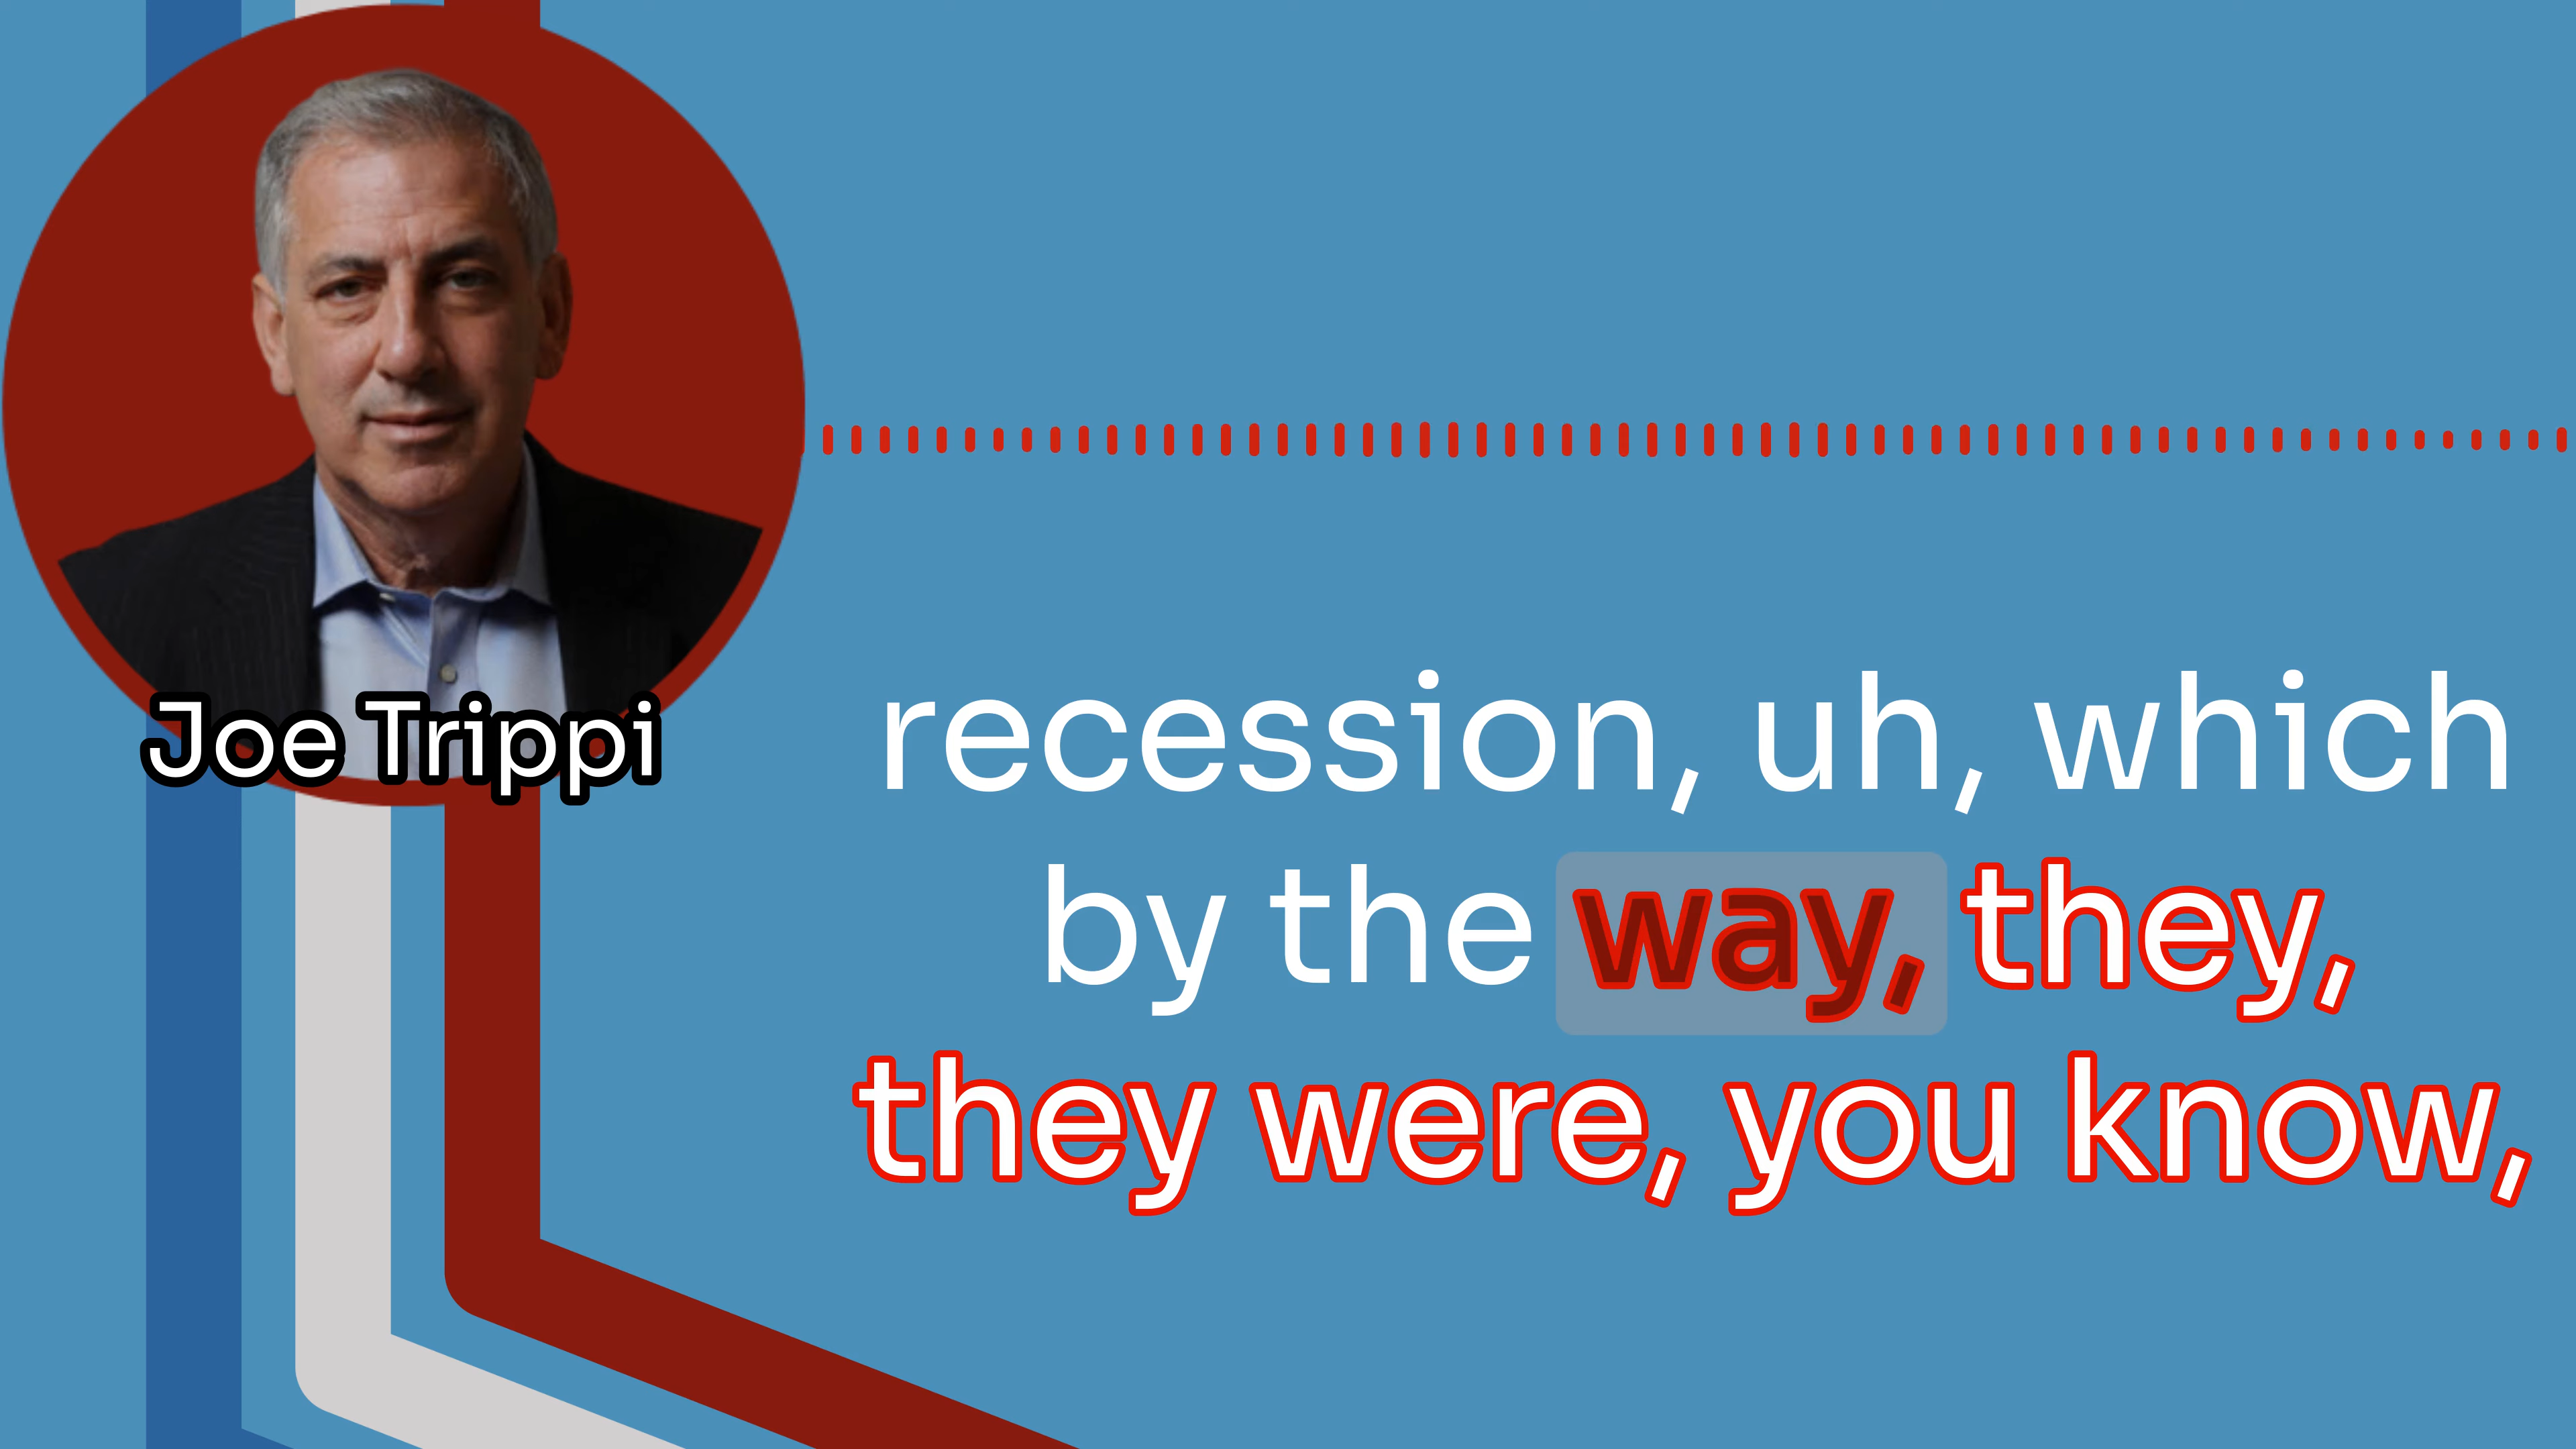 Joe Trippi
recession, uh, which
by the way, they,
they were, you know,